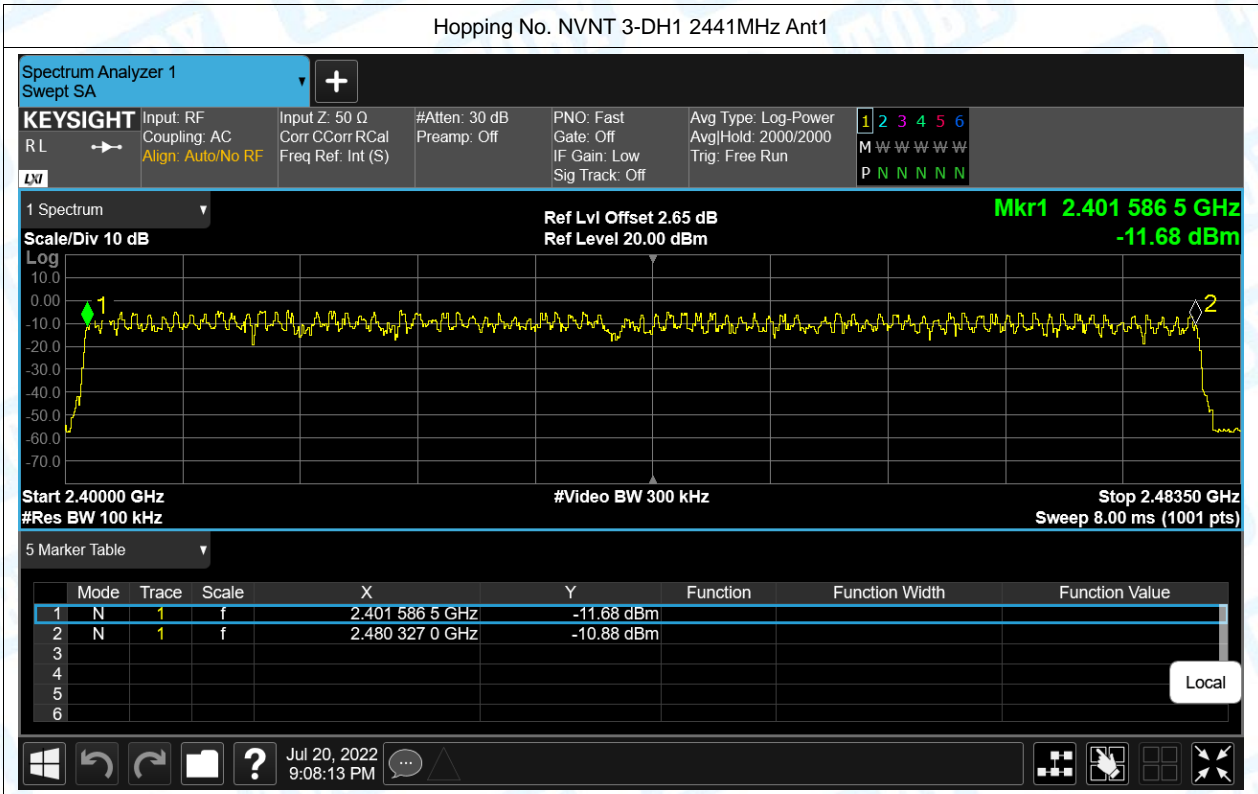 Hopping No. NVNT 3-DH1 2441MHz Ant1
Spectrum Analyzer 1
Swept SA
+
KEYSIGHT
R L
LXI
Input: RF
Coupling: AC
Align: Auto/No RF
Input Z: 50 Ω
Corr CCorr RCal
Freq Ref: Int (S)
#Atten: 30 dB
Preamp: Off
PNO: Fast
Gate: Off
IF Gain: Low
Sig Track: Off
Avg Type: Log-Power
Avg|Hold: 2000/2000
Trig: Free Run
1 2 3 4 5 6
M W W W W W
P N N N N N
1 Spectrum
Scale/Div 10 dB
Ref Lvl Offset 2.65 dB
Ref Level 20.00 dBm
Mkr1 2.401 586 5 GHz
-11.68 dBm
Log
10.0
0.00
-10.0
-20.0
-30.0
-40.0
-50.0
-60.0
-70.0
1
2
Start 2.40000 GHz
#Res BW 100 kHz
#Video BW 300 kHz
Stop 2.48350 GHz
Sweep 8.00 ms (1001 pts)
5 Marker Table
Mode Trace Scale X Y Function Function Width Function Value
1 N 1 f 2.401 586 5 GHz -11.68 dBm
2 N 1 f 2.480 327 0 GHz -10.88 dBm
3
4
5
6
Local
?
Jul 20, 2022
9:08:13 PM